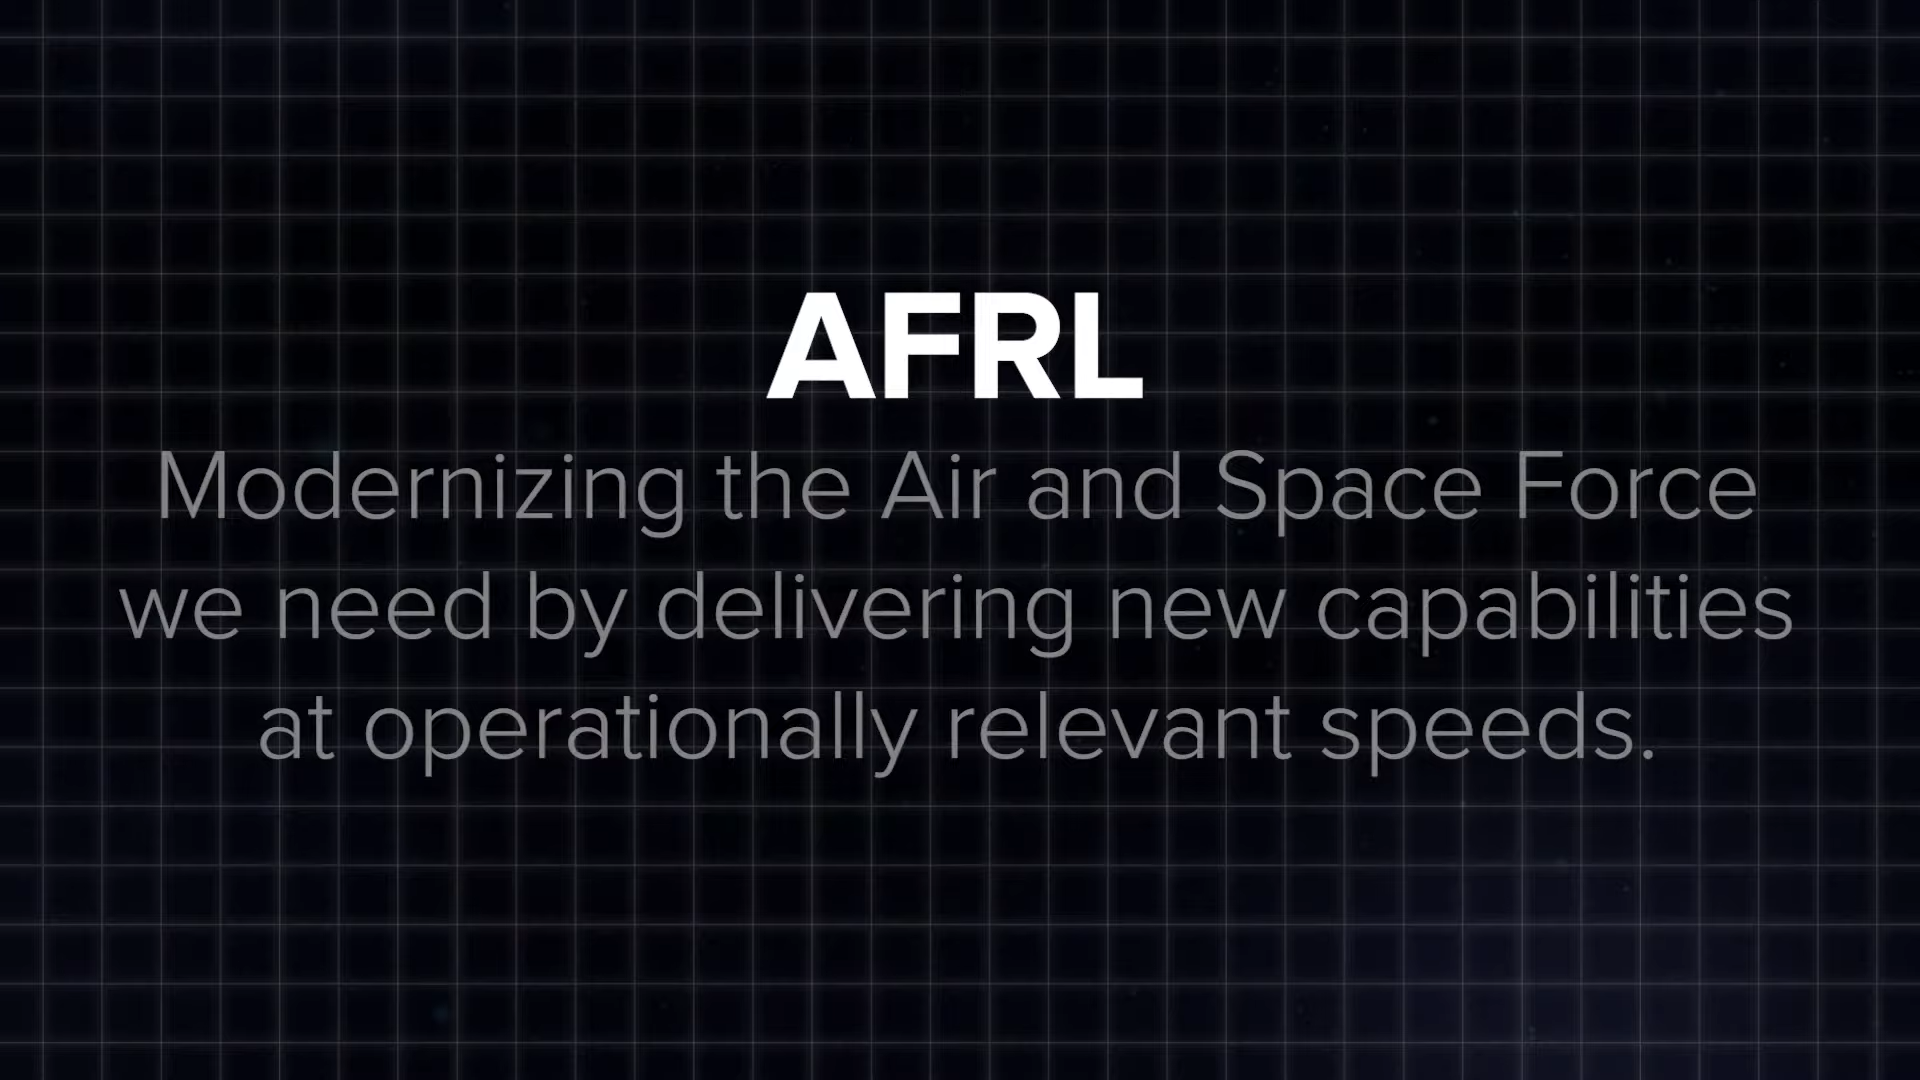 AFRL
Modernizing the Air and Space Force
we need by delivering new capabilities
at operationally relevant speeds.